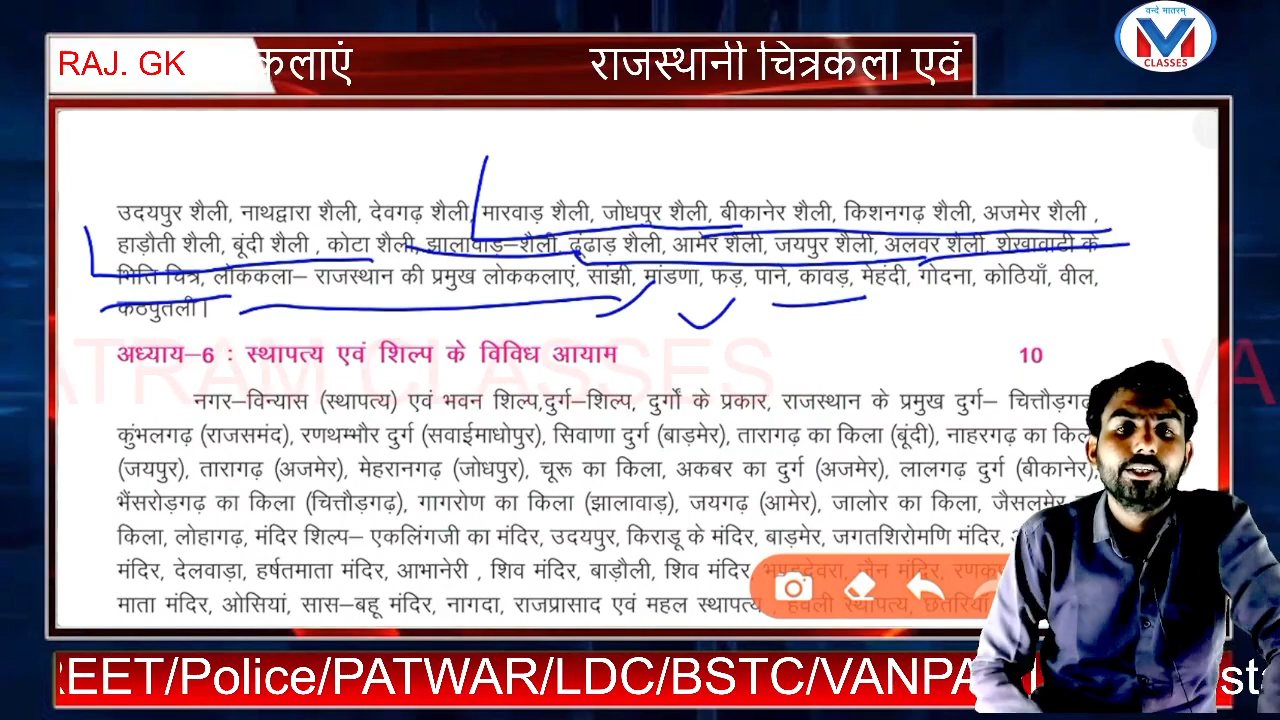 वन्दे मातरम्
CLASSES
RAJ. GK
कलाएं
राजस्थानी चित्रकला एवं
उदयपुर शैली, नाथद्वारा शैली, देवगढ़ शैली, मारवाड़ शैली, जोधपुर शैली, बीकानेर शैली, किशनगढ़ शैली, अजमेर शैली ,
हाड़ौती शैली, बूंदी शैली , कोटा शैली, झालावाड़–शैली, ढूंढाड़ शैली, आमेर शैली, जयपुर शैली, अलवर शैली, शेखावाटी के
भित्ति चित्र, लोककला– राजस्थान की प्रमुख लोककलाएं, सांझी, मांडणा, फड़, पाने, कावड़, मेहंदी, गोदना, कोठियाँ, वील,
कठपुतली।
अध्याय–6 : स्थापत्य एवं शिल्प के विविध आयाम 10
नगर–विन्यास (स्थापत्य) एवं भवन शिल्प,दुर्ग–शिल्प, दुर्गों के प्रकार, राजस्थान के प्रमुख दुर्ग– चित्तौड़गढ़
कुंभलगढ़ (राजसमंद), रणथम्भौर दुर्ग (सवाईमाधोपुर), सिवाणा दुर्ग (बाड़मेर), तारागढ़ का किला (बूंदी), नाहरगढ़ का
(जयपुर), तारागढ़ (अजमेर), मेहरानगढ़ (जोधपुर), चूरू का किला, अकबर का दुर्ग (अजमेर), लालगढ़ दुर्ग (बीकानेर),
भैंसरोड़गढ़ का किला (चित्तौड़गढ़), गागरोण का किला (झालावाड़), जयगढ़ (आमेर), जालोर का किला, जैसलमेर
किला, लोहागढ़, मंदिर शिल्प– एकलिंगजी का मंदिर, उदयपुर, किराडू के मंदिर, बाड़मेर, जगतशिरोमणि मंदिर,
मंदिर, देलवाड़ा, हर्षतमाता मंदिर, आभानेरी , शिव मंदिर, बाड़ौली, शिव मंदिर, भण्डदेवरा, जैन मंदिर,
माता मंदिर, ओसियां, सास–बहू मंदिर, नागदा, राजप्रासाद एवं महल स्थापत्य , हवेली स्थापत्य, छतरियां
REET/Police/PATWAR/LDC/BSTC/VANPA